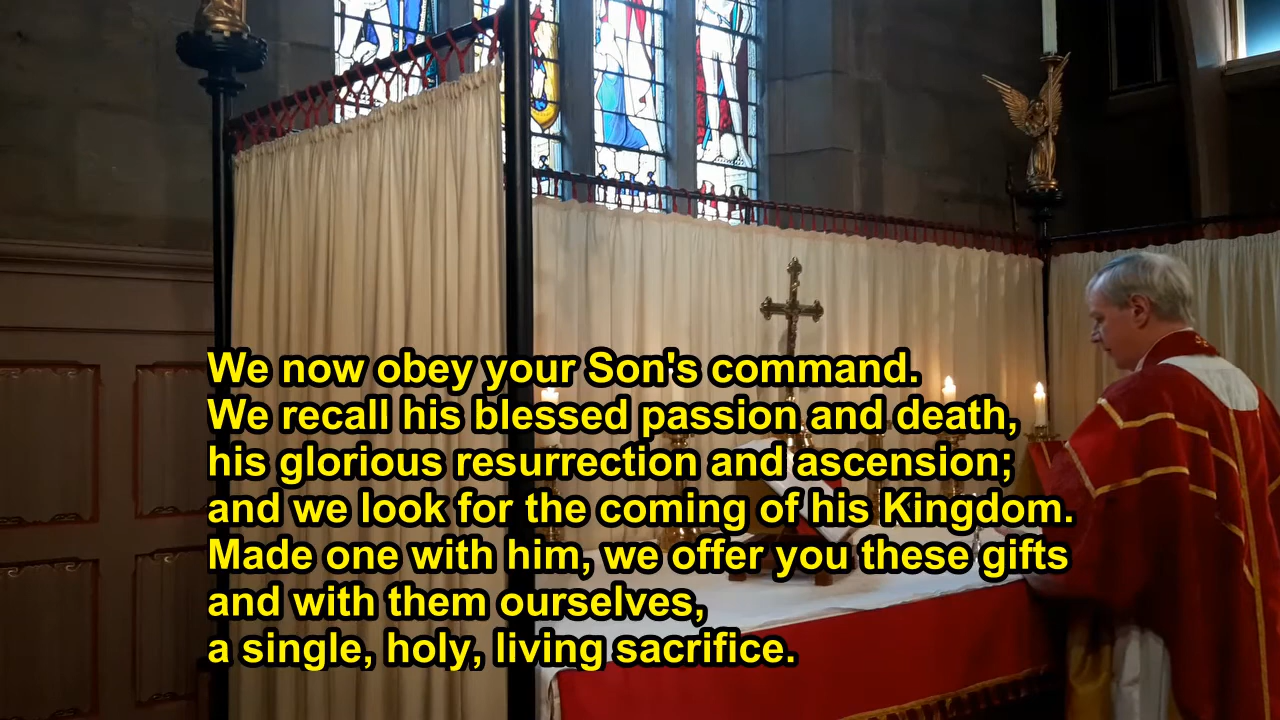 We now obey your Son's command.
We recall his blessed passion and death,
his glorious resurrection and ascension;
and we look for the coming of his Kingdom.
Made one with him, we offer you these gifts
and with them ourselves,
a single, holy, living sacrifice.